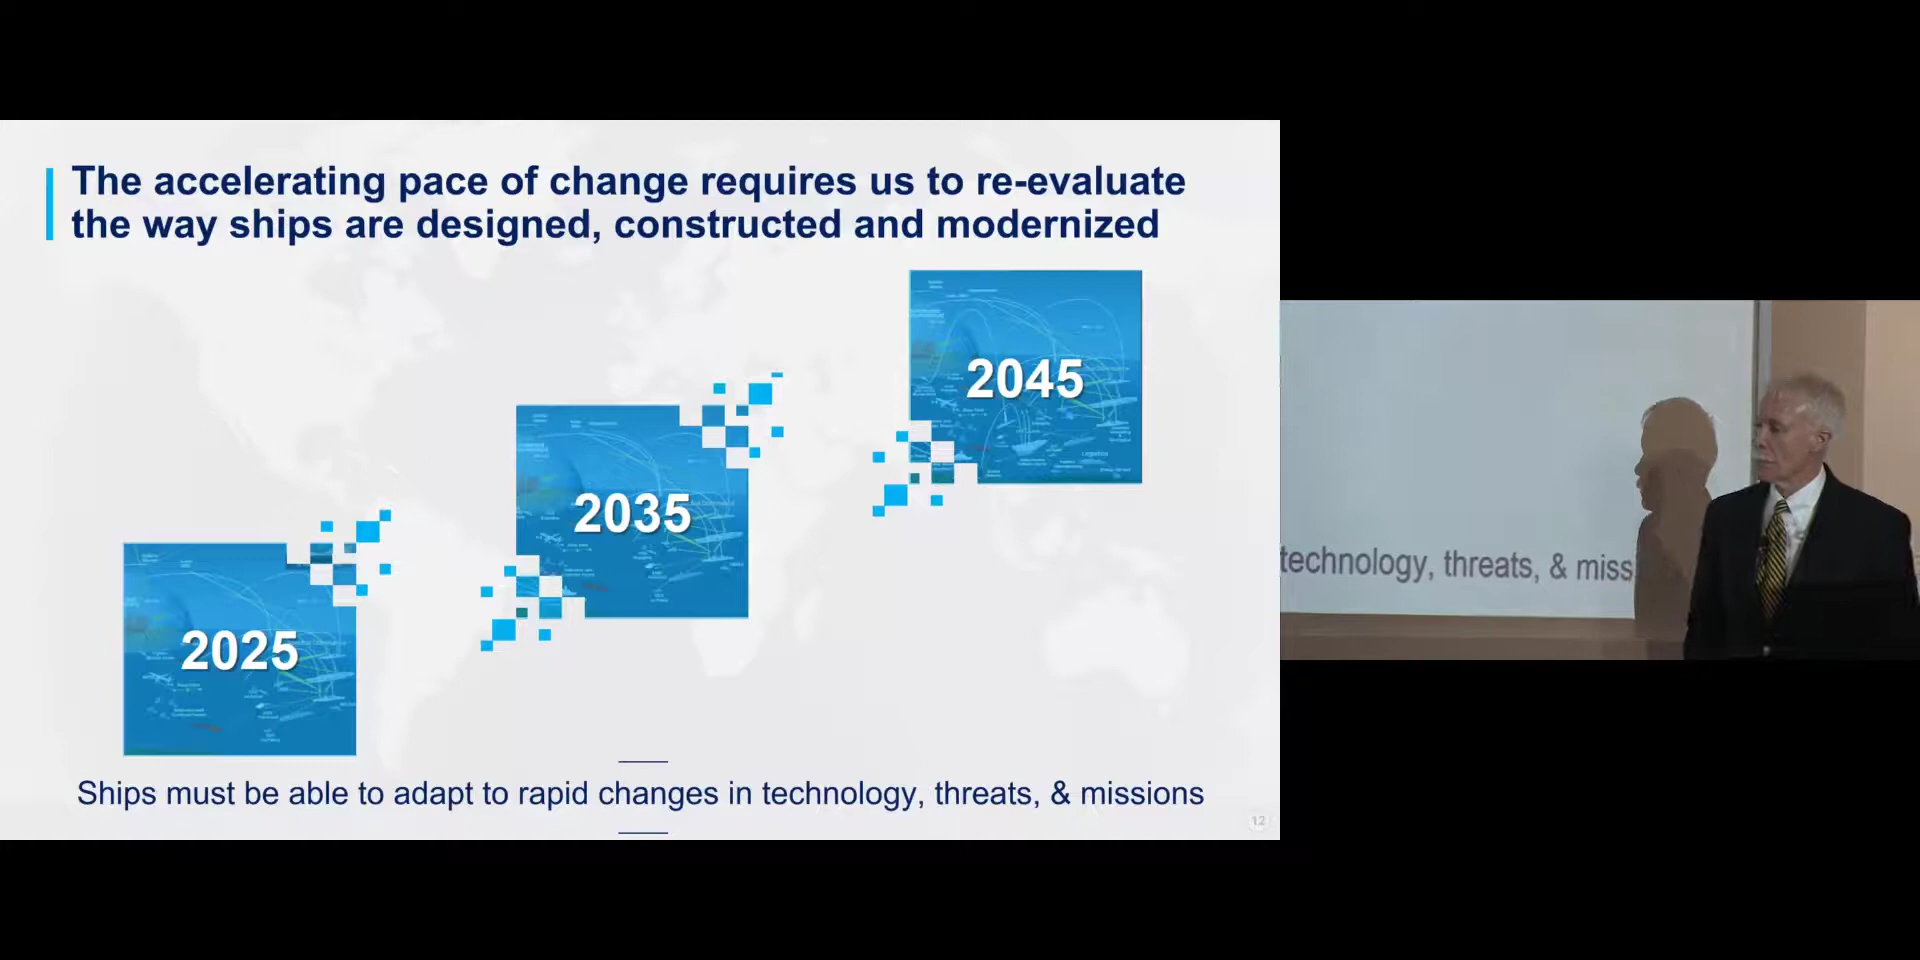 The accelerating pace of change requires us to re-evaluate
the way ships are designed, constructed and modernized
2045
2035
2025
Ships must be able to adapt to rapid changes in technology, threats, & missions
12
technology, threats, & miss